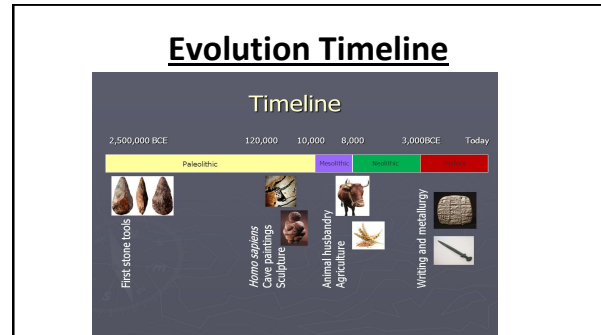 Evolution Timeline
Timeline
2,500,000 BCE 120,000 10,000 8,000 3,000BCE Today
Paleolithic Mesolithic Neolithic
First stone tools
Homo sapiens
Cave paintings
Sculpture
Animal husbandry
Agriculture
Writing and metallurgy